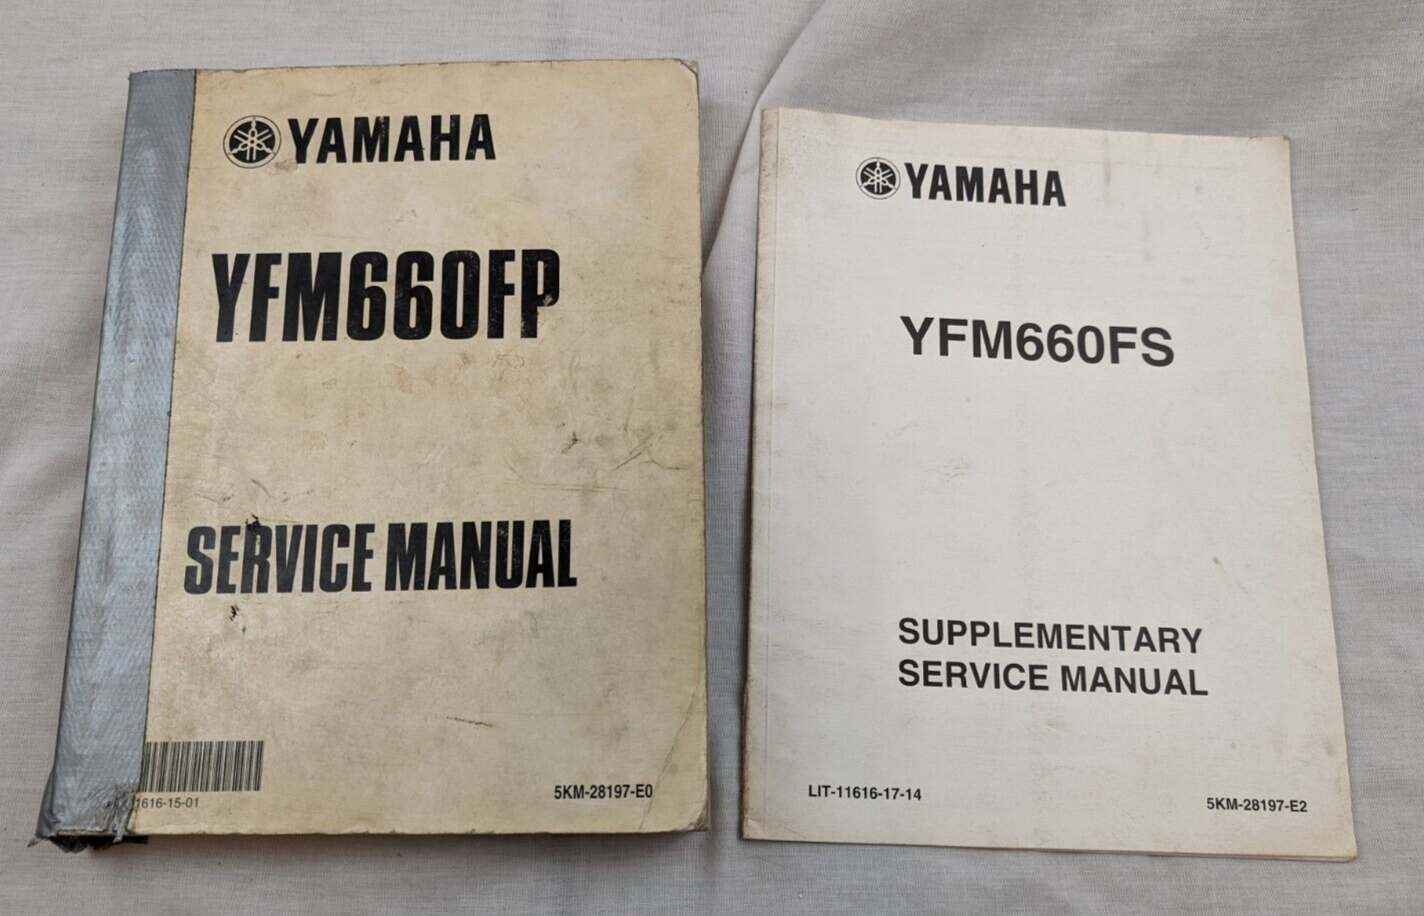 YAMAHA
YFM660FP
SERVICE MANUAL
1616-15-01
5KM-28197-E0
YAMAHA
YFM660FS
SUPPLEMENTARY
SERVICE MANUAL
LIT-11616-17-14
5KM-28197-E2